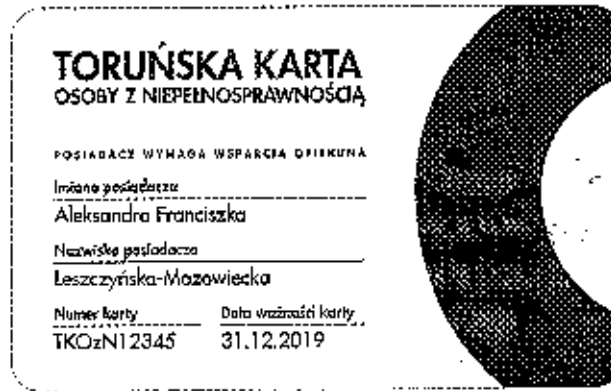 TORUŃSKA KARTA
OSOBY Z NIEPEŁNOSPRAWNOŚCIĄ
POSIADACZ WYMAGA WSPARCIA OPIEKUNA
Imiona posiadacza
Aleksandra Franciszka
Nazwisko posiadacza
Leszczyńska-Mazowiecka
Numer karty Data ważności karty
TKOzN12345 31.12.2019